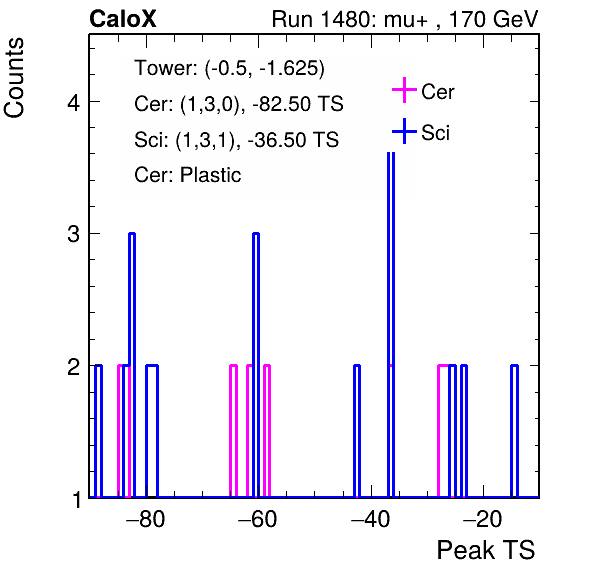 CaloX Run 1480: mu+ , 170 GeV
Counts
Tower: (-0.5, -1.625)
Cer: (1,3,0), -82.50 TS
Sci: (1,3,1), -36.50 TS
Cer: Plastic
Cer
Sci
4
3
2
1
−80 −60 −40 −20
Peak TS